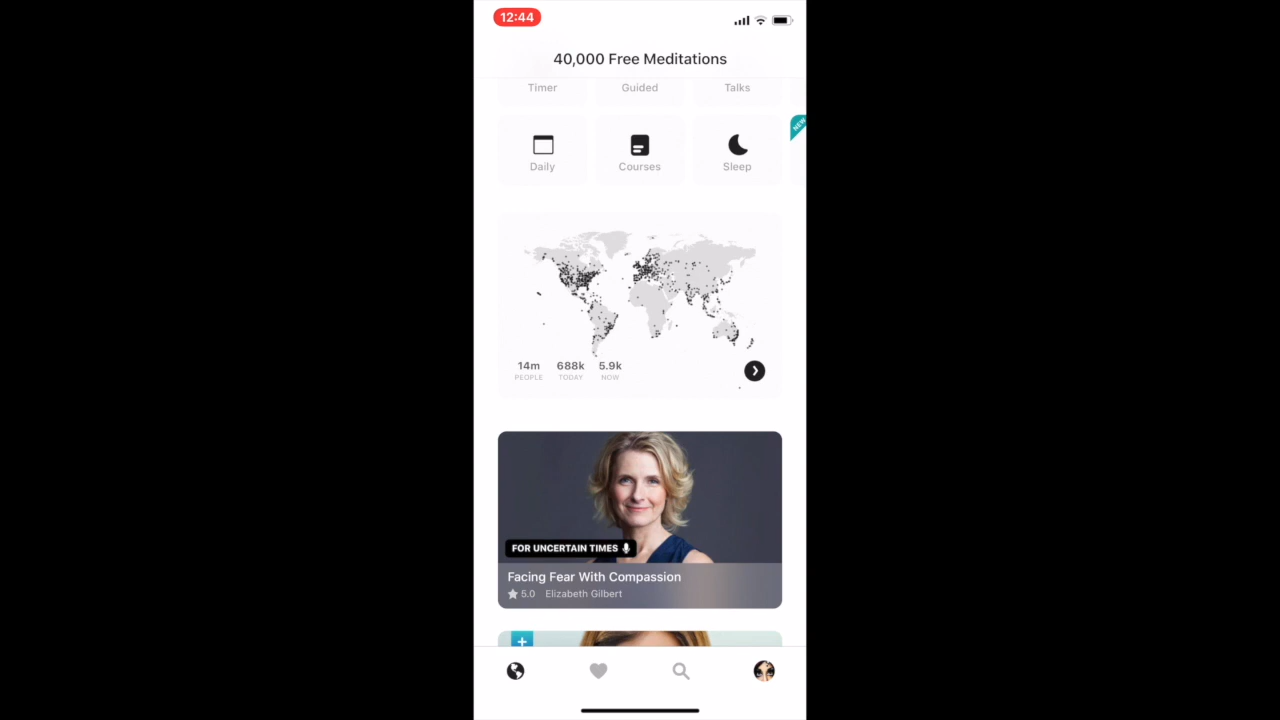 12:44
40,000 Free Meditations
Timer Guided Talks
NEW
Daily Courses Sleep
14m 688k 5.9k
PEOPLE TODAY NOW
FOR UNCERTAIN TIMES
Facing Fear With Compassion
5.0 Elizabeth Gilbert